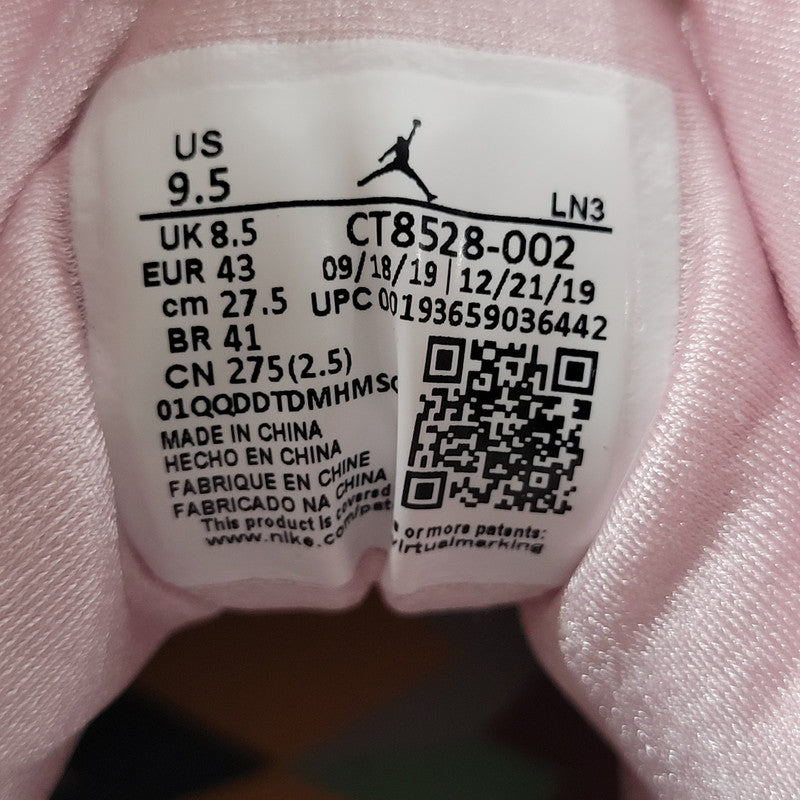 US
9.5
LN3
UK 8.5
CT8528-002
EUR 43
09/18/19 | 12/21/19
cm 27.5
UPC 00193659036442
BR 41
CN 275(2.5)
01QQDDTDMHMS
MADE IN CHINA
HECHO EN CHINA
FABRIQUE EN CHINE
FABRICADO NA CHINA
This product is covered or more patents:
www.nike.com/pat virtualmarking